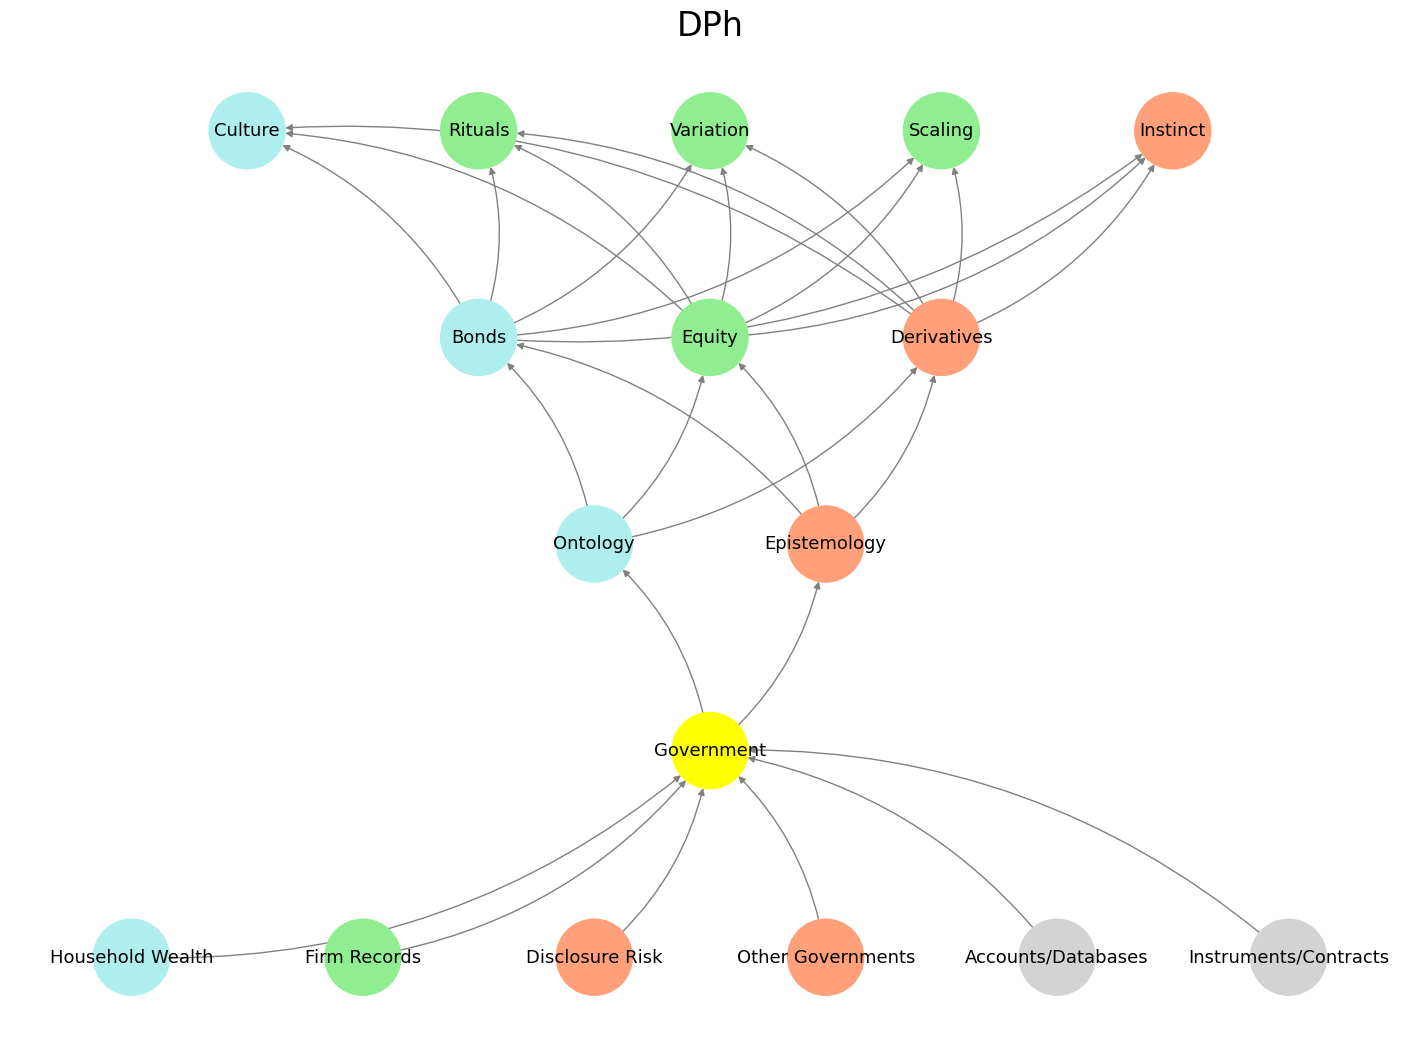 DPh
Culture
Rituals
Variation
Scaling
Instinct
Bonds
Equity
Derivatives
Ontology
Epistemology
Government
Household Wealth
Firm Records
Disclosure Risk
Other Governments
Accounts/Databases
Instruments/Contracts